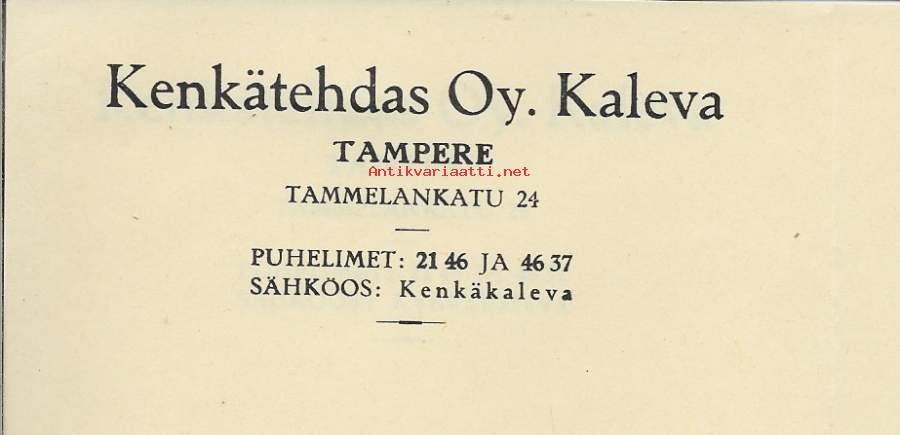 Kenkätehdas Oy. Kaleva
TAMPERE
Antikvariaatti.net
TAMMELANKATU 24
PUHELIMET: 21 46 JA 46 37
SÄHKÖOS: Kenkäkaleva